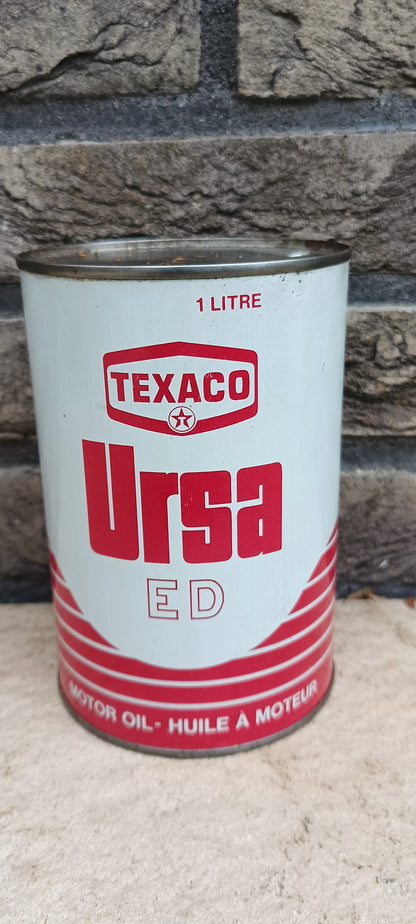 1 LITRE
TEXACO
T
Ursa
ED
MOTOR OIL - HUILE À MOTEUR